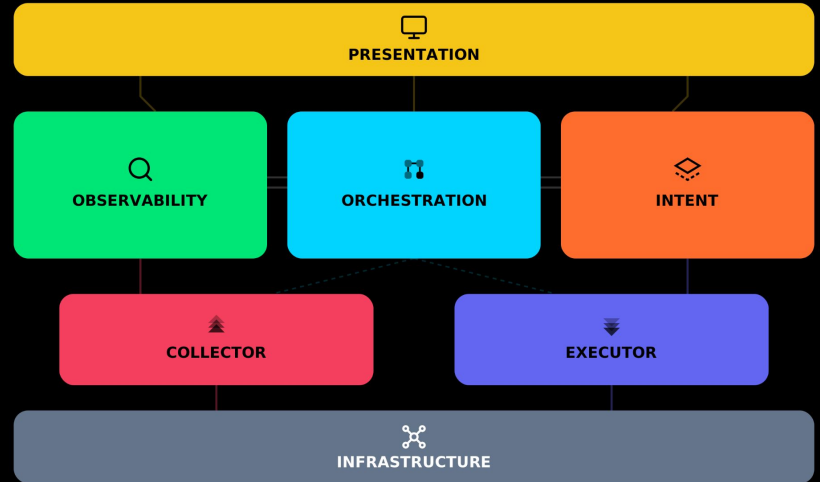 PRESENTATION
OBSERVABILITY
ORCHESTRATION
INTENT
COLLECTOR
EXECUTOR
INFRASTRUCTURE